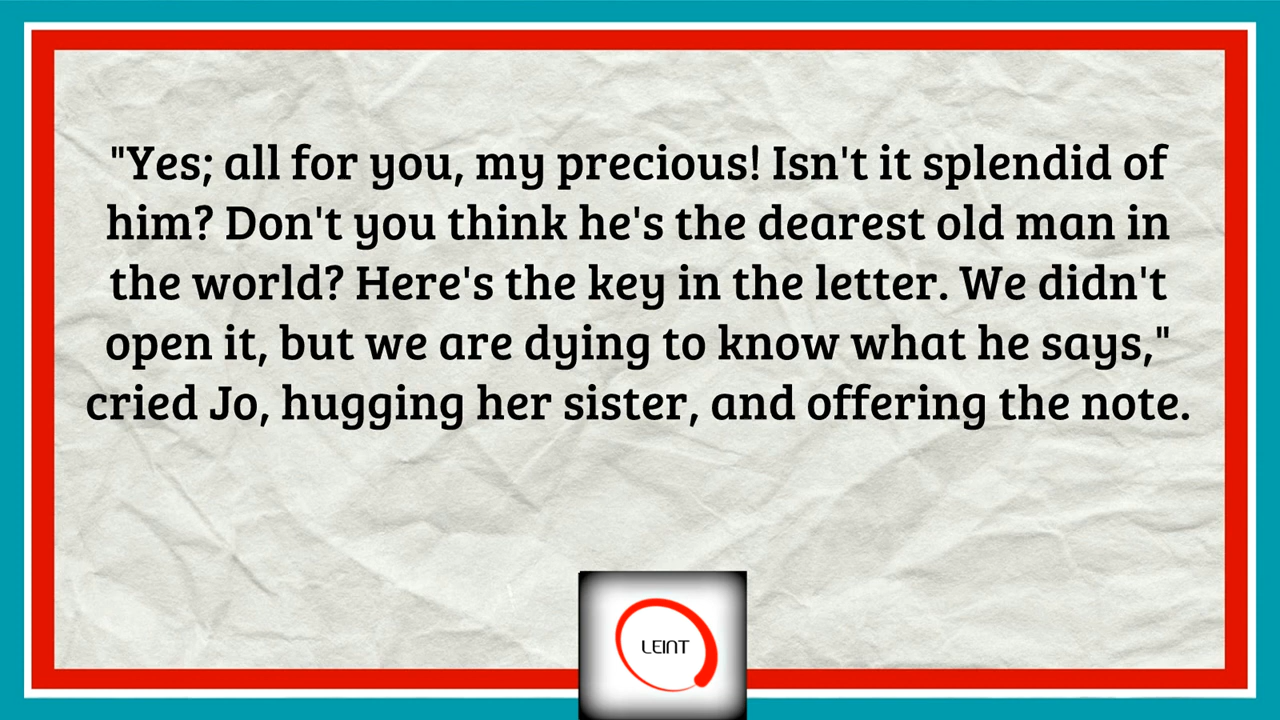 "Yes; all for you, my precious! Isn't it splendid of
him? Don't you think he's the dearest old man in
the world? Here's the key in the letter. We didn't
open it, but we are dying to know what he says,"
cried Jo, hugging her sister, and offering the note.
LEINT